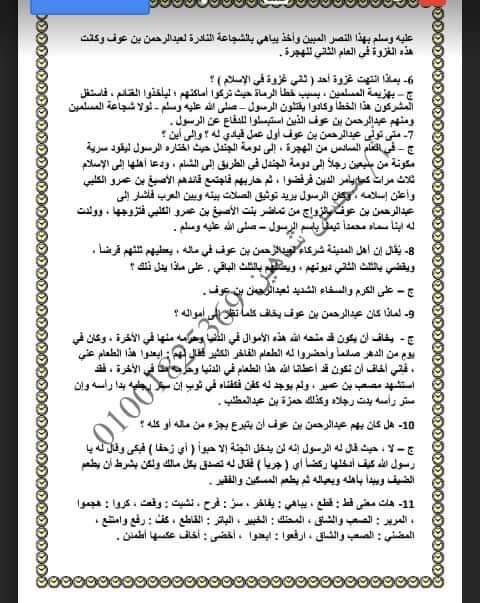 عليه وسلم بهذا النصر المبين وأخذ يباهي بالشجاعة النادرة لعبدالرحمن بن عوف وكانت
هذه الغزوة في العام الثاني للهجرة .
6- بماذا انتهت غزوة أحد ( ثاني غزوة في الإسلام ) ؟
ج – بهزيمة المسلمين ، بسبب خطأ الرماة حيث تركوا أماكنهم ؛ ليأخذوا الغنائم ، فاستغل
المشركون هذا الخطأ وكادوا يقتلون الرسول – صلى الله عليه وسلم - لولا شجاعة المسلمين
ومنهم عبدالرحمن بن عوف الذين استبسلوا للدفاع عن الرسول .
7- متى تولى عبدالرحمن بن عوف أول عمل قيادي له ؟ وإلى أين ؟
ج – في العام السادس من الهجرة ، إلى دومة الجندل حيث اختاره الرسول ليقود سرية
مكونة من سبعين رجلاً إلى دومة الجندل في الطريق إلى الشام ، ودعا أهلها إلى الإسلام
ثلاث مرات كما يأمر الدين فرفضوا ، ثم حاربهم فاجتمع قائدهم الأصبغ بن عمرو الكلبي
وأعلن إسلامه ، وكان الرسول يريد توثيق الصلات بينه وبين العرب فأشار إلى
عبدالرحمن بن عوف بالزواج من تماضر بنت الأصبغ بن عمرو الكلبي فتزوجها ، وولدت
له ابناً سماه محمداً تيمناً باسم الرسول – صلى الله عليه وسلم .
8- يُقال إن أهل المدينة شركاء لعبدالرحمن بن عوف في ماله ، يعطيهم ثلثهم قرضاً ،
ويقضي بالثلث الثاني ديونهم ، ويصلهم بالثلث الباقي . على ماذا يدل ذلك ؟
ج – على الكرم والسخاء الشديد لعبدالرحمن بن عوف .
9- لماذا كان عبدالرحمن بن عوف يخاف كلما نظر إلى أمواله ؟
ج - يخاف أن يكون قد منحه الله هذه الأموال في الدنيا وحرمه منها في الآخرة ، وكان في
يوم من الدهر صائماً وأحضروا له الطعام الفاخر الكثير فقال لهم : ابعدوا هذا الطعام عني ،
فإني أخاف أن نكون قد أعطانا الله هذا الطعام في الدنيا وحرمنا منه في الآخرة ، فقد
استشهد مصعب بن عمير ، ولم يوجد له كفن فكفناه في ثوب إن ستر رجليه بدا رأسه وإن
ستر رأسه بدت رجلاه وكذلك حمزة بن عبدالمطلب .
10- هل كان يهم عبدالرحمن بن عوف أن يتبرع بجزء من ماله أو كله ؟
ج – لا ، حيث قال له الرسول إنه لن يدخل الجنة إلا حبواً ( أي زحفاً ) فبكى وقال له يا
رسول الله كيف أدخلها ركضاً أي ( جرياً ) فقال له تصدق بكل مالك ولكن بشرط أن يطعم
الضيف ويبدأ بأهله وبعياله ثم يطعم المسكين والفقير .
11- هات معنى قط : قطع ، يباهي : يفاخر ، سرّ : فرح ، نشبت : وقعت ، كروا : هجموا
، المرير : الصعب والشاق ، المحنك : الخبير ، الباتر : القاطع ، كفّ : رفع وامتنع ،
المضني : الصعب والشاق ، ارفعوا : ابعدوا ، أخشى : أخاف عكسها أطمئن .
01001825369